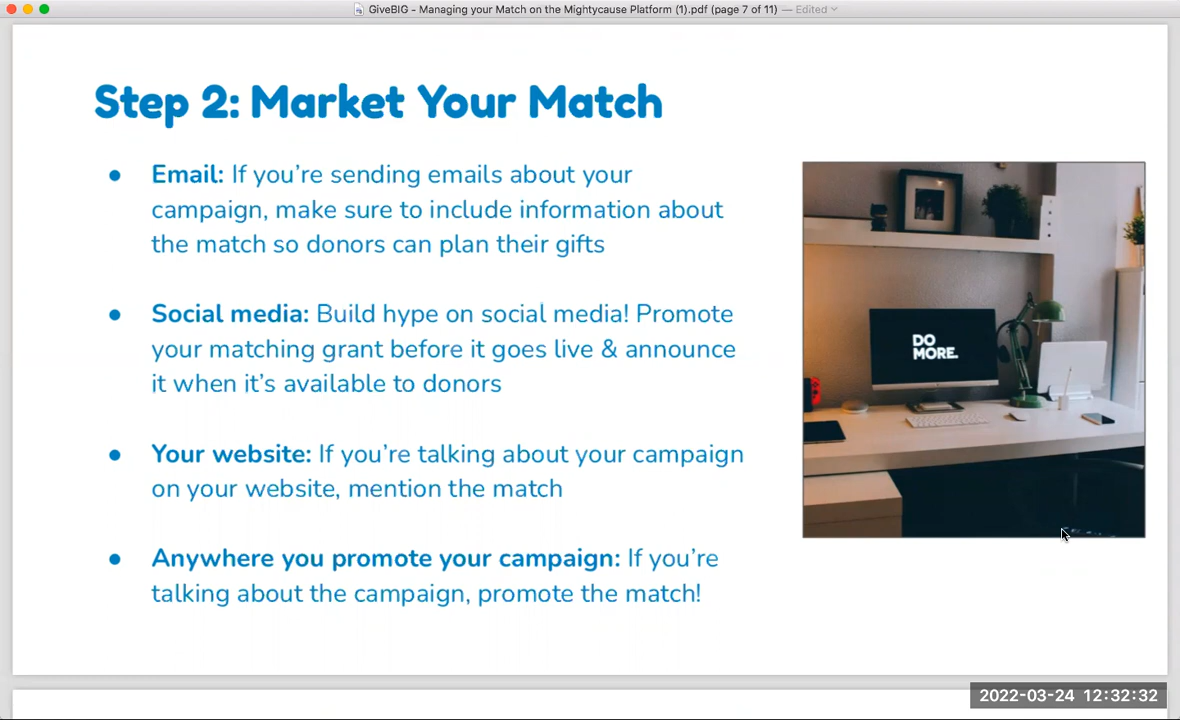 GiveBIG - Managing your Match on the Mightycause Platform (1).pdf (page 7 of 11) — Edited
Step 2: Market Your Match
● Email: If you’re sending emails about your
campaign, make sure to include information about
the match so donors can plan their gifts
● Social media: Build hype on social media! Promote
your matching grant before it goes live & announce
it when it’s available to donors
● Your website: If you’re talking about your campaign
on your website, mention the match
● Anywhere you promote your campaign: If you’re
talking about the campaign, promote the match!
DO
MORE.
2022-03-24 12:32:32